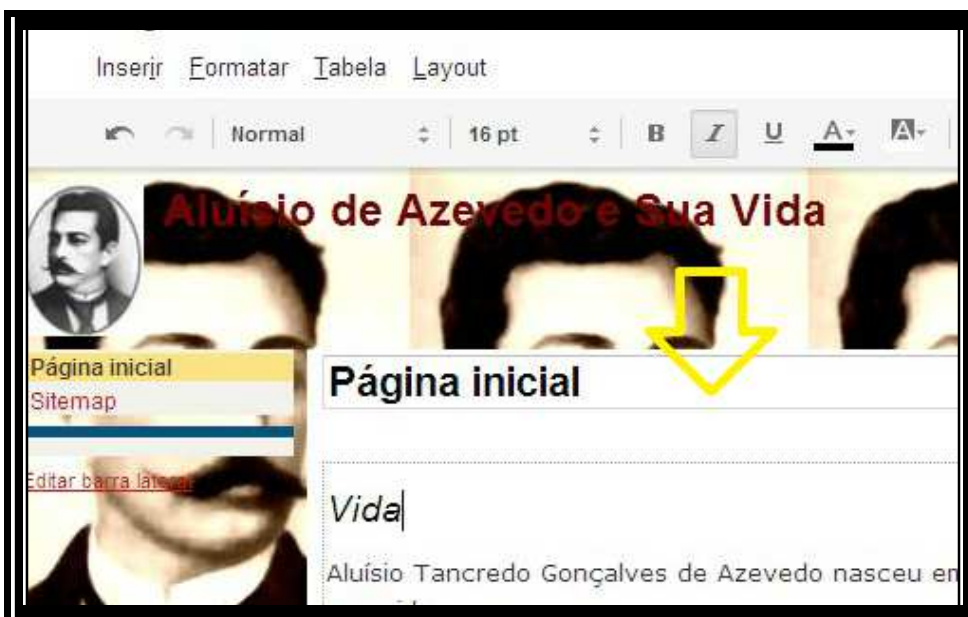 Inserir Formatar Tabela Layout
Normal 16 pt B I U A A
Aluísio de Azevedo e Sua Vida
Página inicial
Sitemap
Editar barra lateral
Página inicial
Vida
Aluísio Tancredo Gonçalves de Azevedo nasceu em